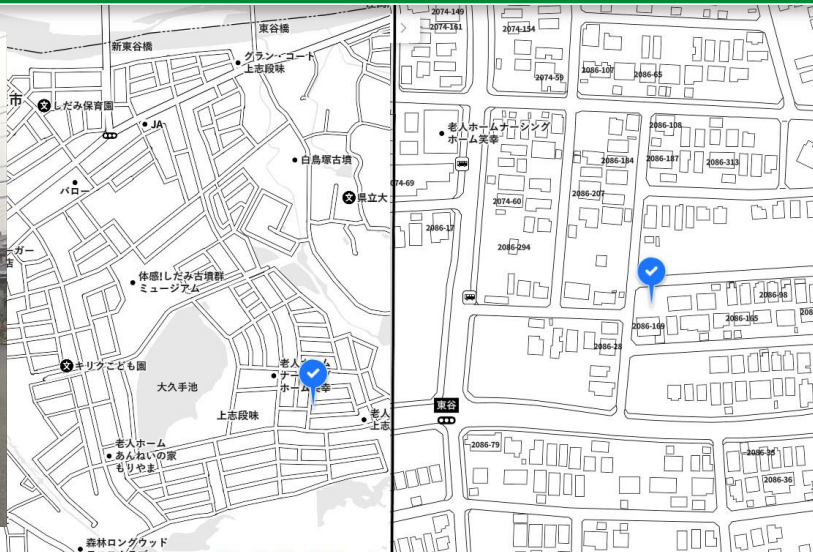 東谷橋
新東谷橋
グラン・コート
上志段味
市
しだみ保育園
JA
白鳥塚古墳
バロー
県立大
ーガー
店
体感!しだみ古墳群
ミュージアム
キリクこども園
大久手池
老人ホーム
ナーシング
ホーム笑幸
上志段味
老人
上志
老人ホーム
あんねいの家
もりやま
森林ロングウッド
2074-149
2074-161
2074-154
2074-59
2086-107
2086-65
老人ホームナーシング
ホーム笑幸
2086-108
2086-184
2086-187
2086-313
074-69
2074-60
2086-207
2086-17
2086-294
2086-98
2086-169
2086-165
208
2086-28
東谷
2086-79
2086-35
2086-36